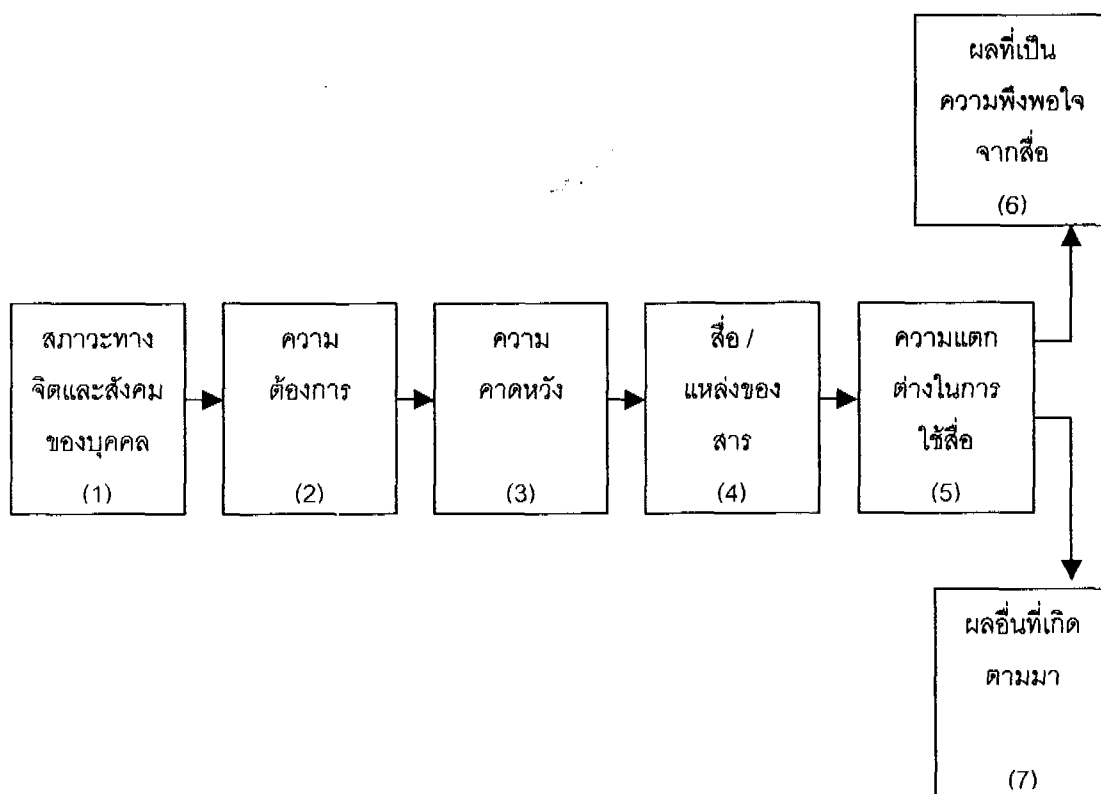 ผลที่เป็น
ความพึงพอใจ
จากสื่อ
(6)
สภาวะทาง
จิตและสังคม
ของบุคคล
(1)
ความ
ต้องการ
(2)
ความ
คาดหวัง
(3)
สื่อ /
แหล่งของ
สาร
(4)
ความแตก
ต่างในการ
ใช้สื่อ
(5)
ผลอื่นที่เกิด
ตามมา
(7)